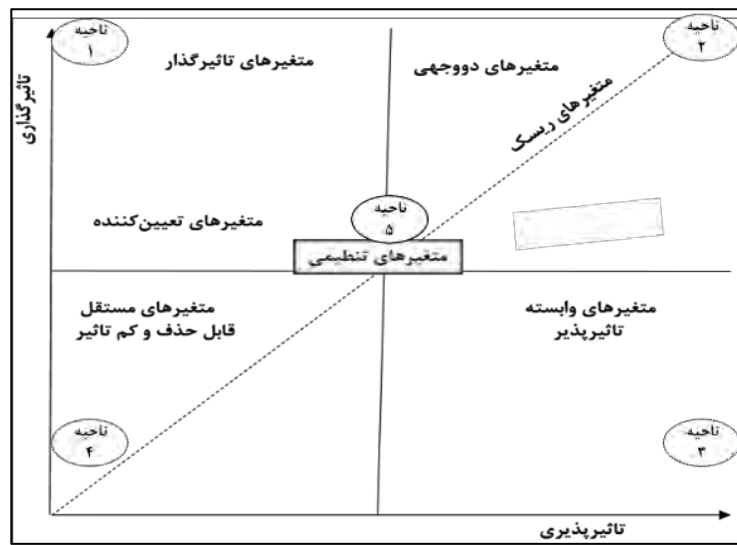 ناحیه
۱
متغیرهای تاثیرگذار
متغیرهای دووجهی
ناحیه
۲
متغیرهای ریسک
تاثیرگذاری
متغیرهای تعیین‌کننده
ناحیه
۵
متغیرهای تنظیمی
متغیرهای مستقل
قابل حذف و کم تاثیر
متغیرهای وابسته
تاثیرپذیر
ناحیه
۴
ناحیه
۳
تاثیرپذیری